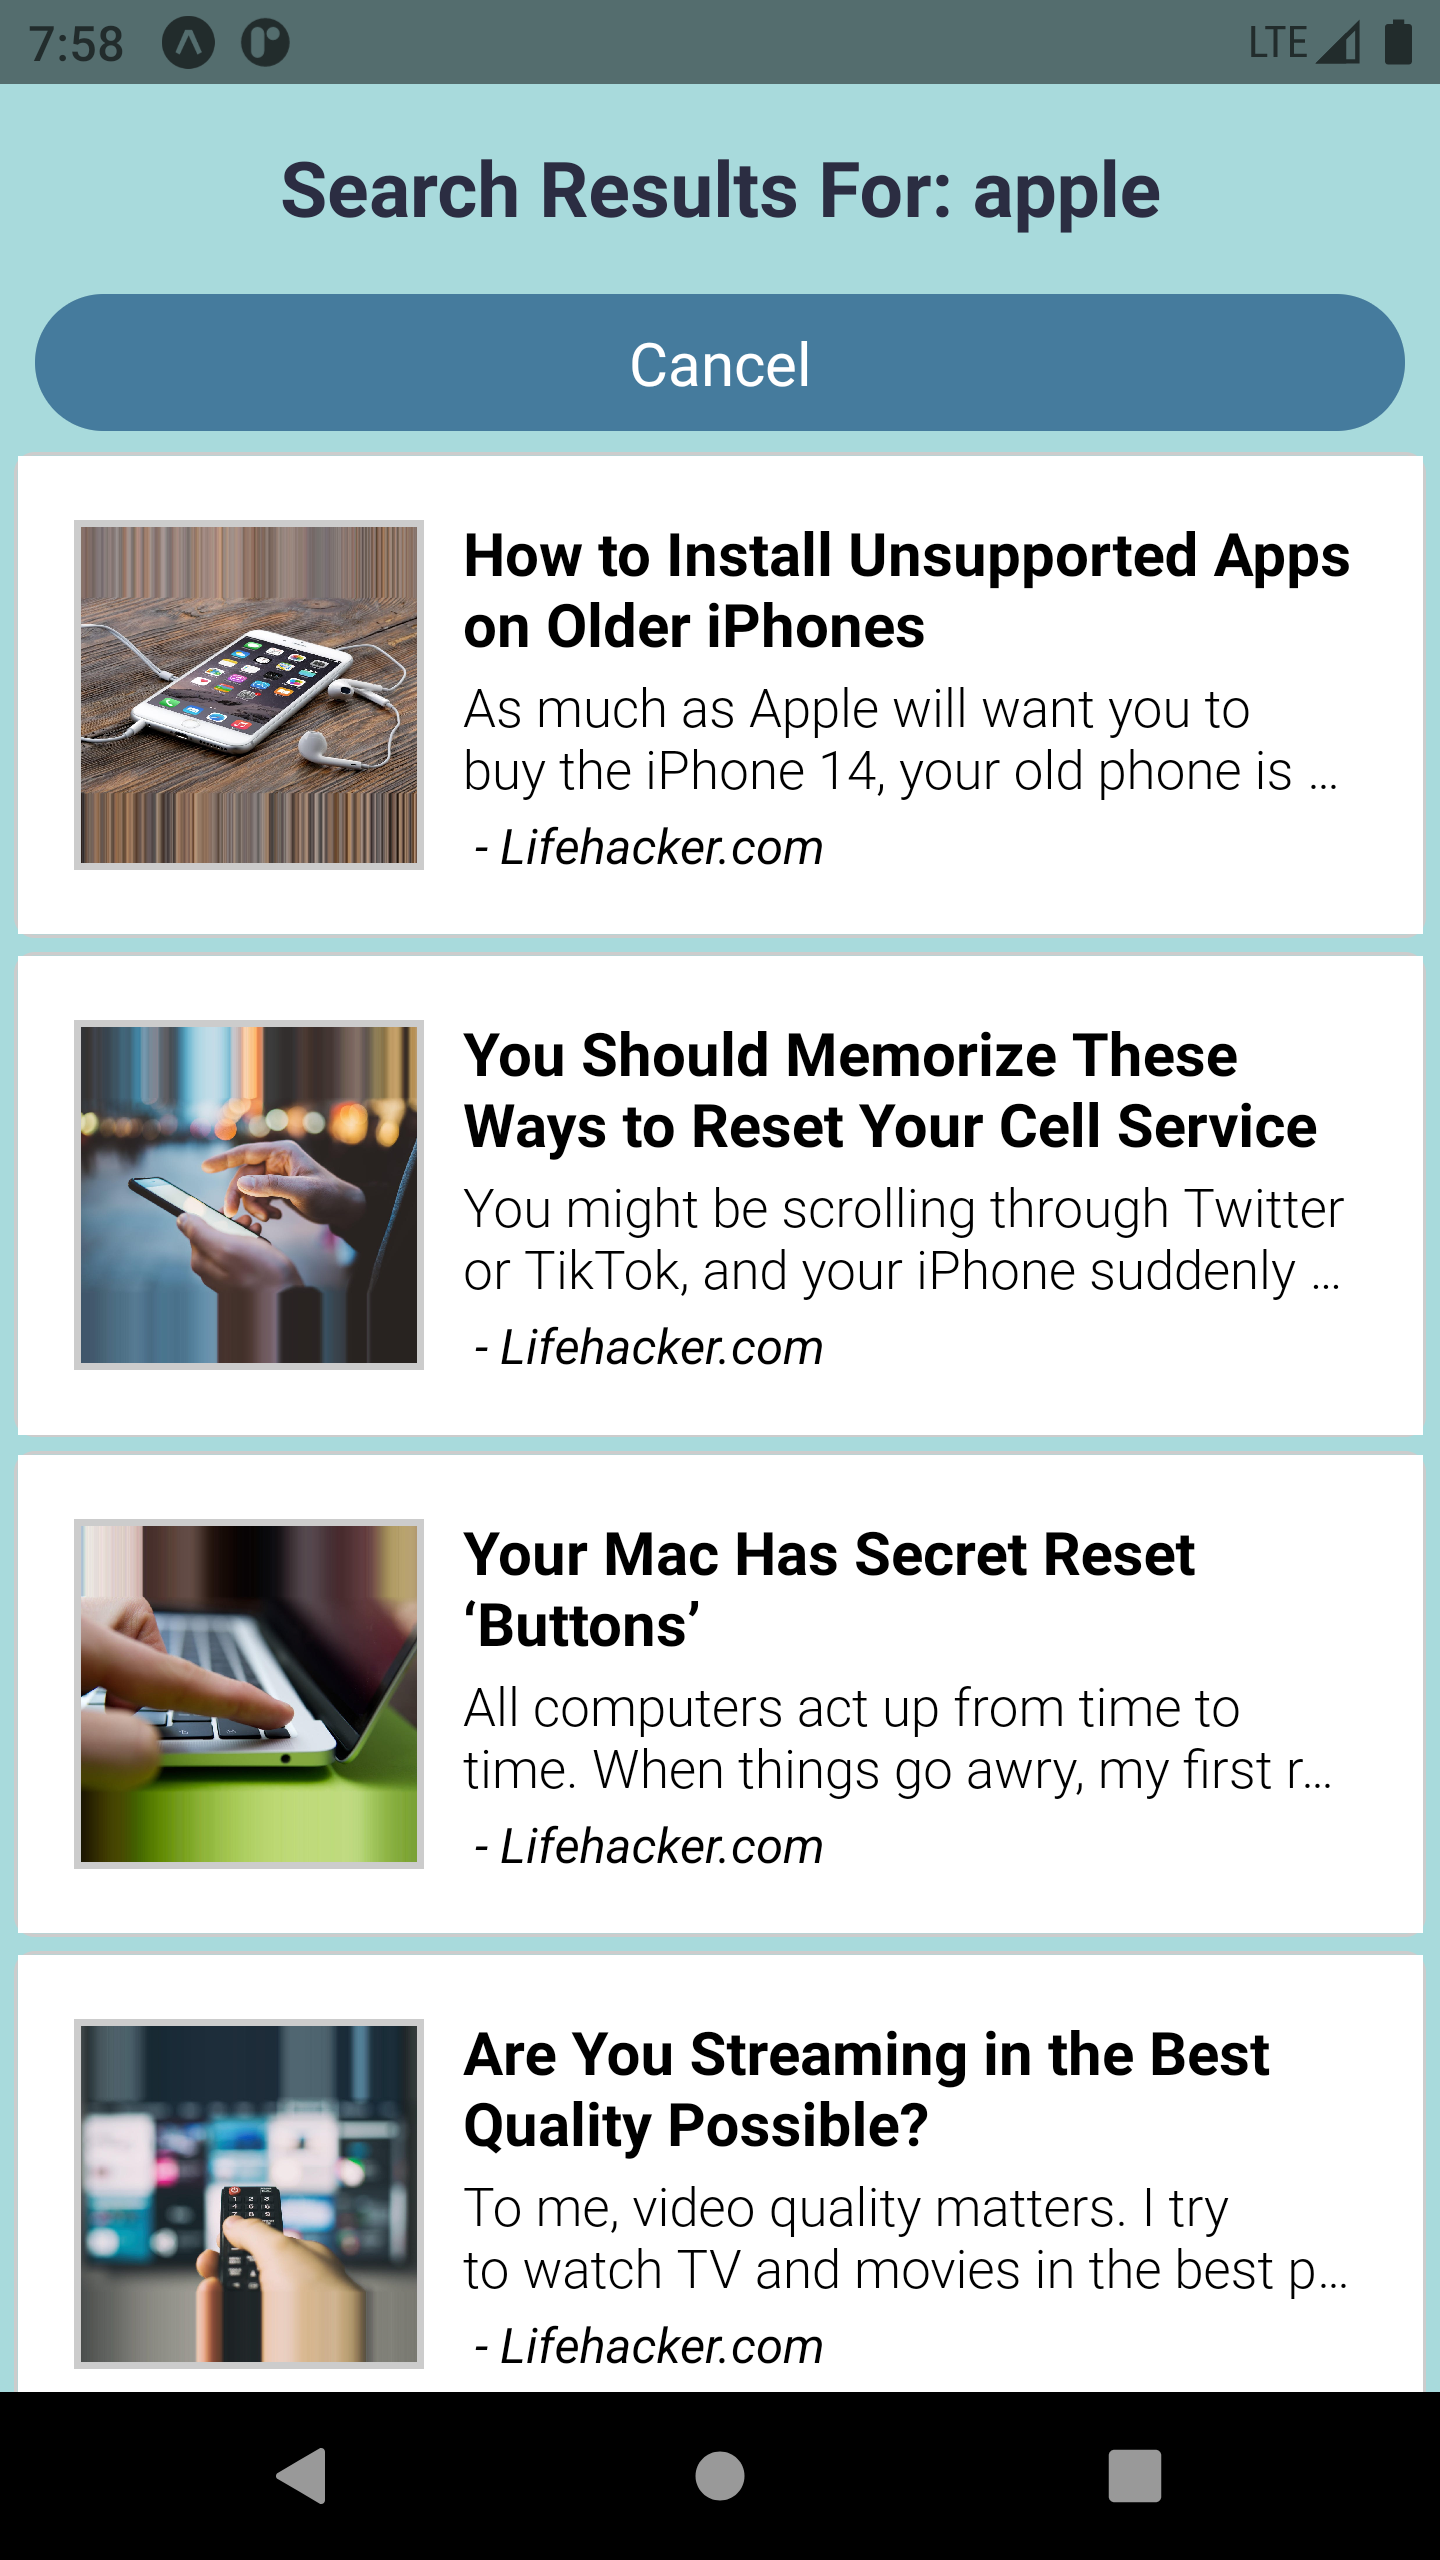 7:58
LTE
Search Results For: apple
Cancel
How to Install Unsupported Apps
on Older iPhones
As much as Apple will want you to
buy the iPhone 14, your old phone is ...
- Lifehacker.com
You Should Memorize These
Ways to Reset Your Cell Service
You might be scrolling through Twitter
or TikTok, and your iPhone suddenly ...
- Lifehacker.com
Your Mac Has Secret Reset
‘Buttons’
All computers act up from time to
time. When things go awry, my first r...
- Lifehacker.com
Are You Streaming in the Best
Quality Possible?
To me, video quality matters. I try
to watch TV and movies in the best p...
- Lifehacker.com